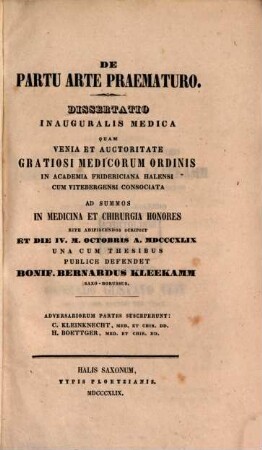 DE
PARTU ARTE PRAEMATURO.
DISSERTATIO
INAUGURALIS MEDICA
QUAM
VENIA ET AUCTORITATE
GRATIOSI MEDICORUM ORDINIS
IN ACADEMIA FRIDERICIANA HALENSI
CUM VITEBERGENSI CONSOCIATA
AD SUMMOS
IN MEDICINA ET CHIRURGIA HONORES
RITE ADIPISCENDOS SCRIPSIT
ET DIE IV. M. OCTOBRIS A. MDCCCXLIX
UNA CUM THESIBUS
PUBLICE DEFENDET
BONIF. BERNARDUS KLEEKAMM
SAXO-BORUSSUS.
ADVERSARIORUM PARTES SUSCEPERUNT:
C. KLEINKNECHT, MED. ET CHIR. DD.
H. BOETTGER, MED. ET CHIR. DD.
HALIS SAXONUM,
TYPIS PLOETZIANIS.
MDCCCXLIX.